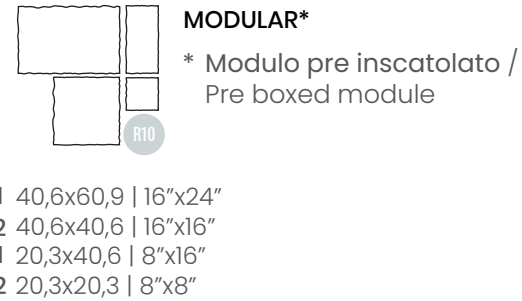 MODULAR*
* Modulo pre inscatolato /
Pre boxed module
R10
1 40,6x60,9 | 16”x24”
2 40,6x40,6 | 16”x16”
1 20,3x40,6 | 8”x16”
2 20,3x20,3 | 8”x8”